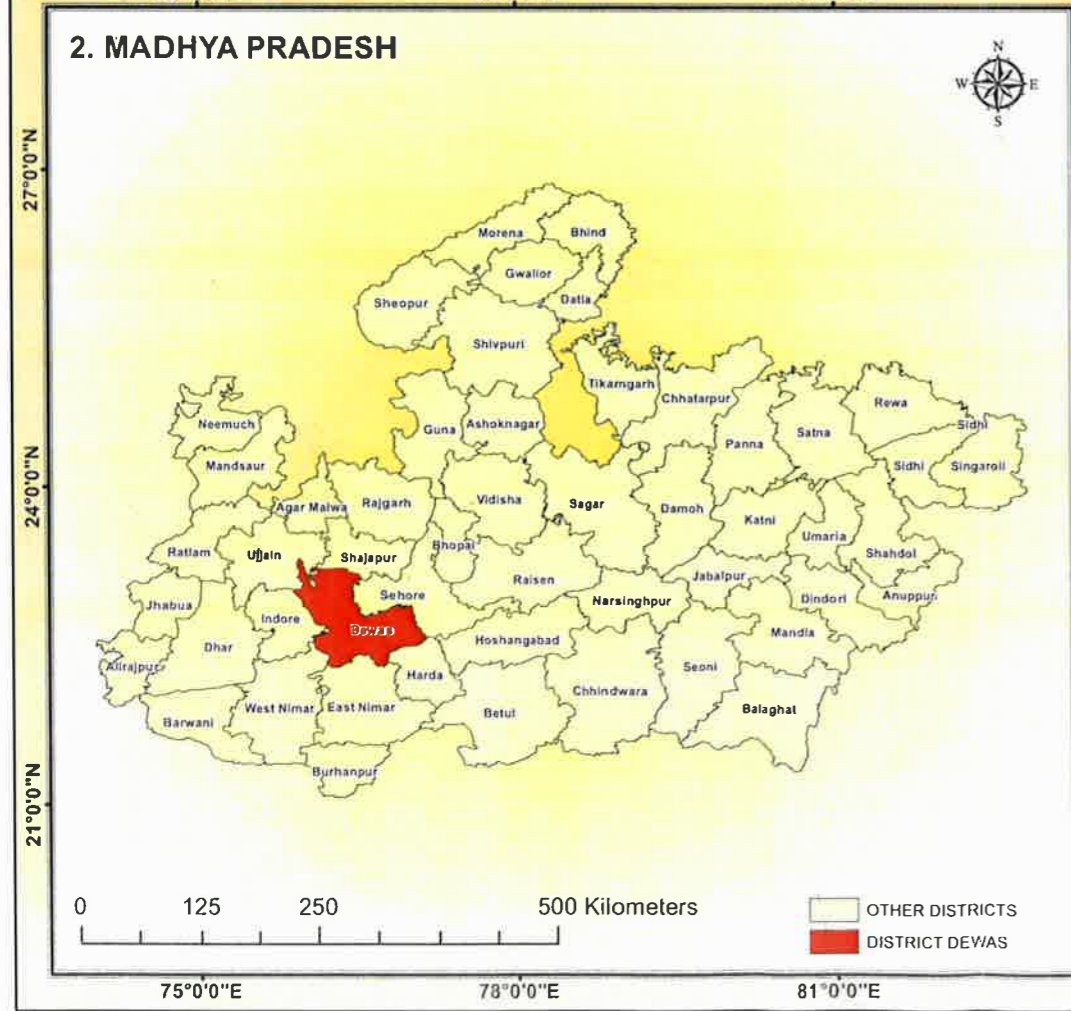 2. MADHYA PRADESH
N
W E
S
27°0'0"N
24°0'0"N
21°0'0"N
Morena
Bhind
Gwalior
Datia
Sheopur
Shivpuri
Tikamgarh
Chhatarpur
Rewa
Neemuch
Guna
Ashoknagar
Panna
Satna
Sidhi
Mandsaur
Sidhi
Singaroli
Agar Malwa
Rajgarh
Vidisha
Sagar
Damoh
Katni
Umaria
Shahdol
Ratlam
Ujjain
Shajapur
Bhopal
Raisen
Jabalpur
Anuppur
Jhabua
Sehore
Narsinghpur
Dindori
Indore
Dewas
Hoshangabad
Mandla
Dhar
Alirajpur
Harda
Seoni
Chhindwara
Barwani
West Nimar
East Nimar
Betul
Balaghat
Burhanpur
0 125 250 500 Kilometers
OTHER DISTRICTS
DISTRICT DEWAS
75°0'0"E 78°0'0"E 81°0'0"E